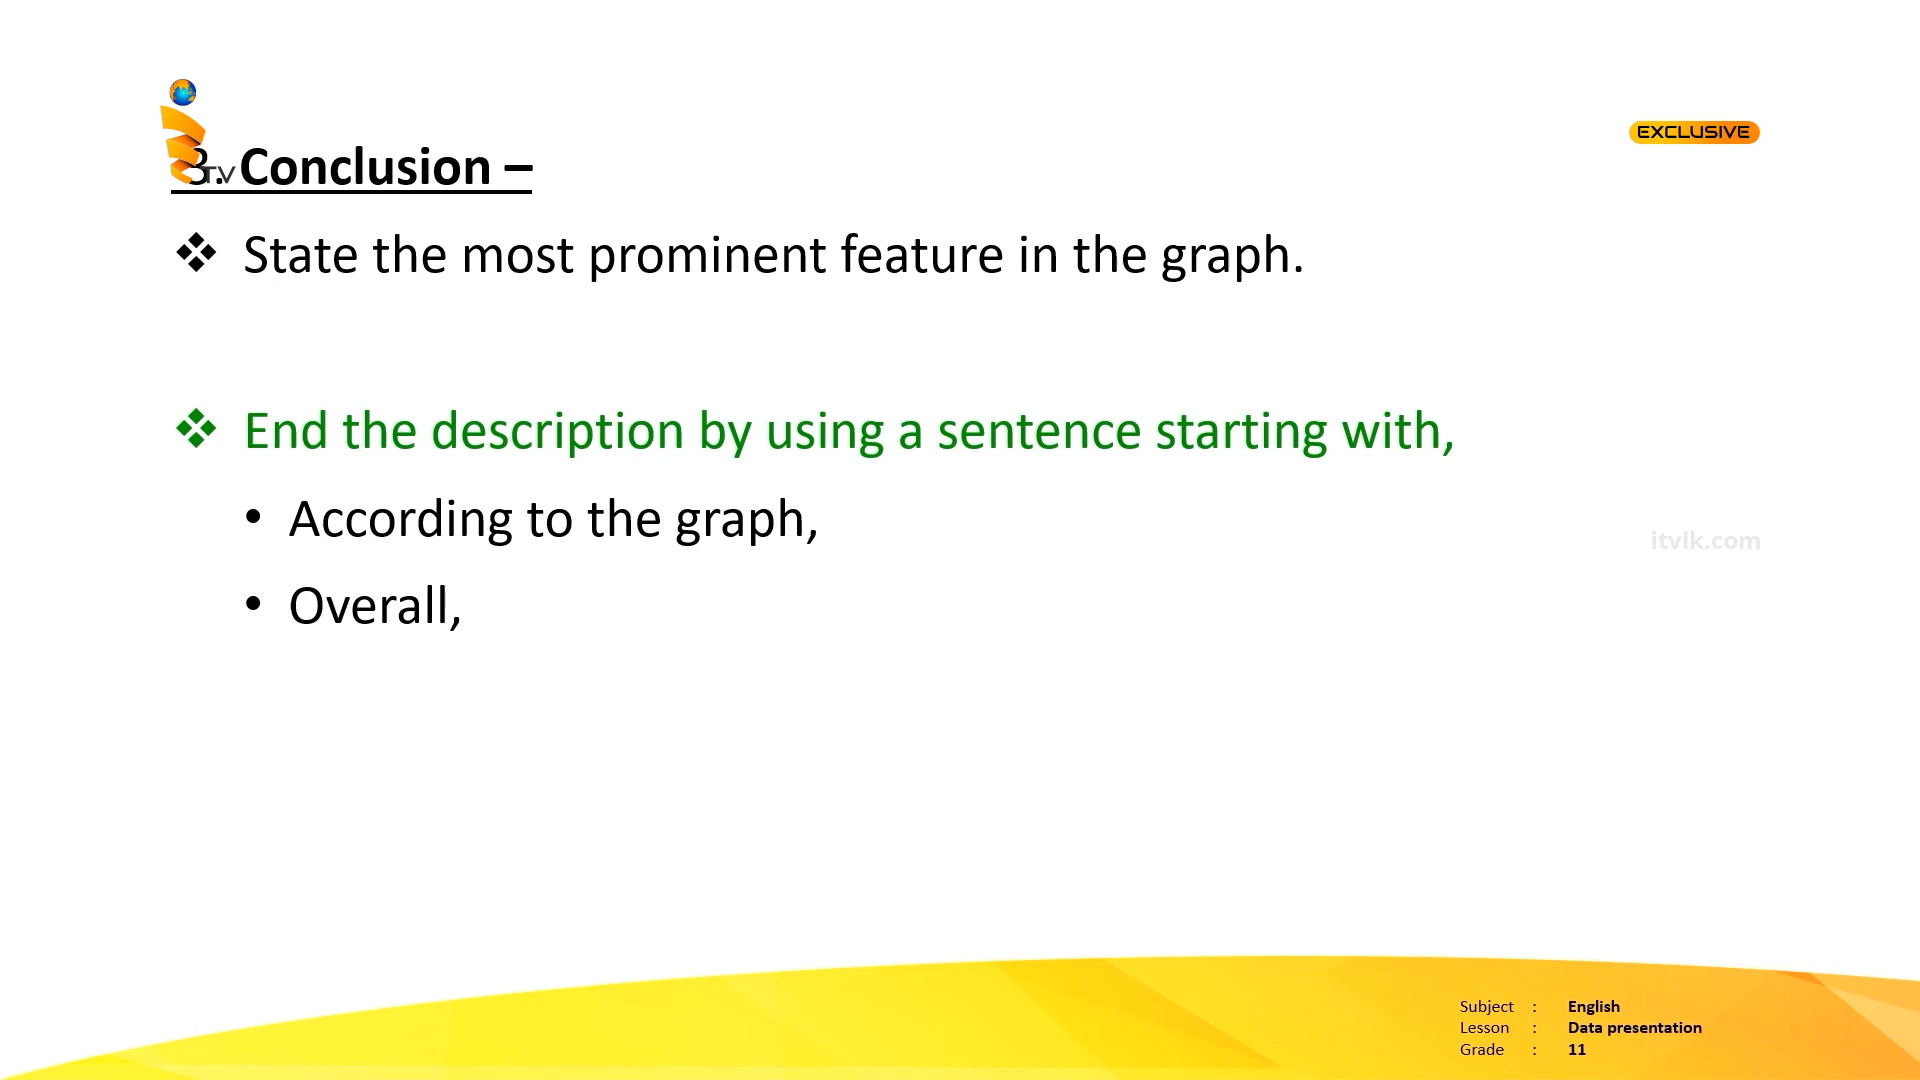 EXCLUSIVE
3. Conclusion –
TV
❖ State the most prominent feature in the graph.
❖ End the description by using a sentence starting with,
• According to the graph,
• Overall,
itvlk.com
Subject : English
Lesson : Data presentation
Grade : 11